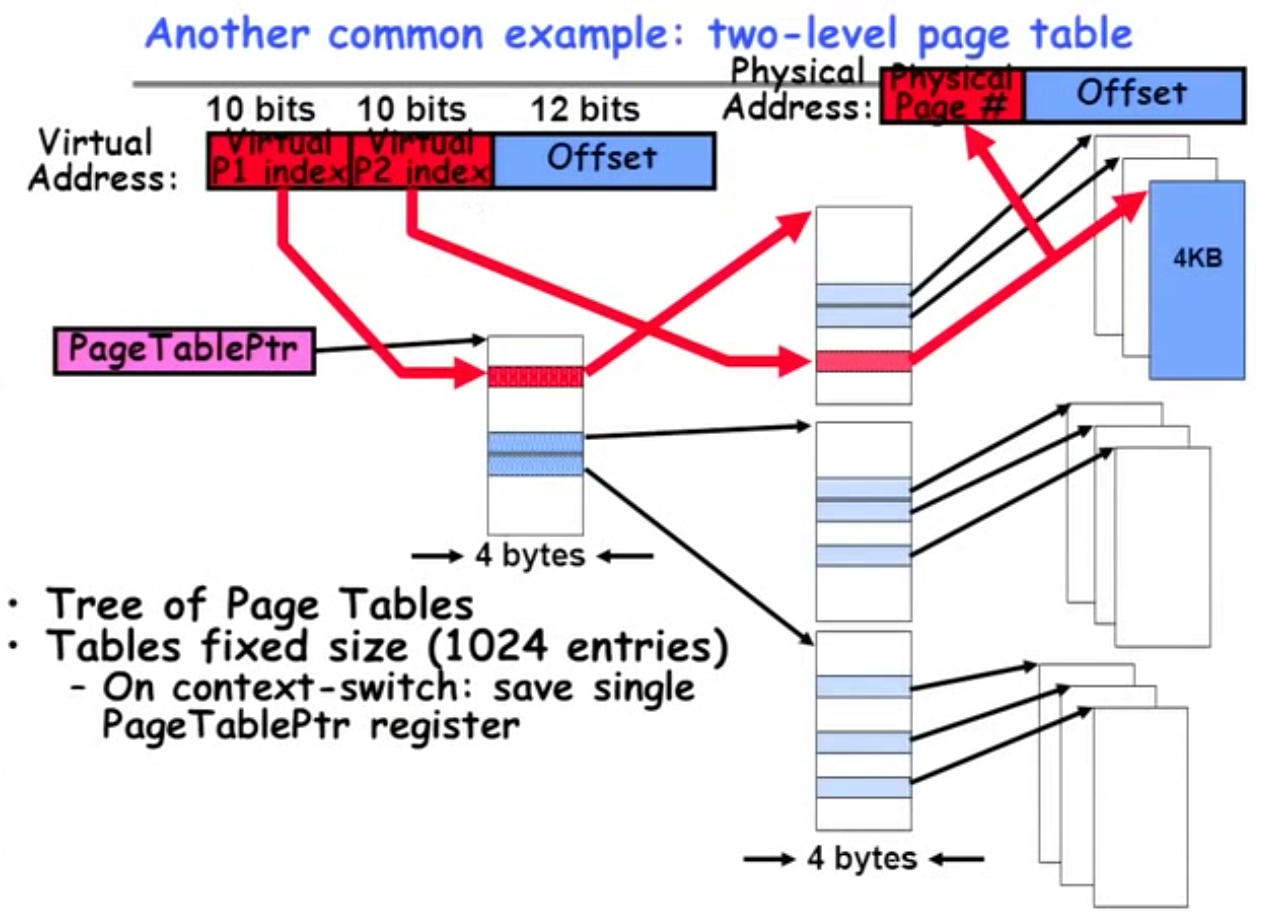 Another common example: two-level page table
Physical Address:
Physical Page #
Offset
10 bits 10 bits 12 bits
Virtual Address:
Virtual P1 index
Virtual P2 index
Offset
4KB
PageTablePtr
4 bytes
• Tree of Page Tables
• Tables fixed size (1024 entries)
– On context-switch: save single
PageTablePtr register
4 bytes